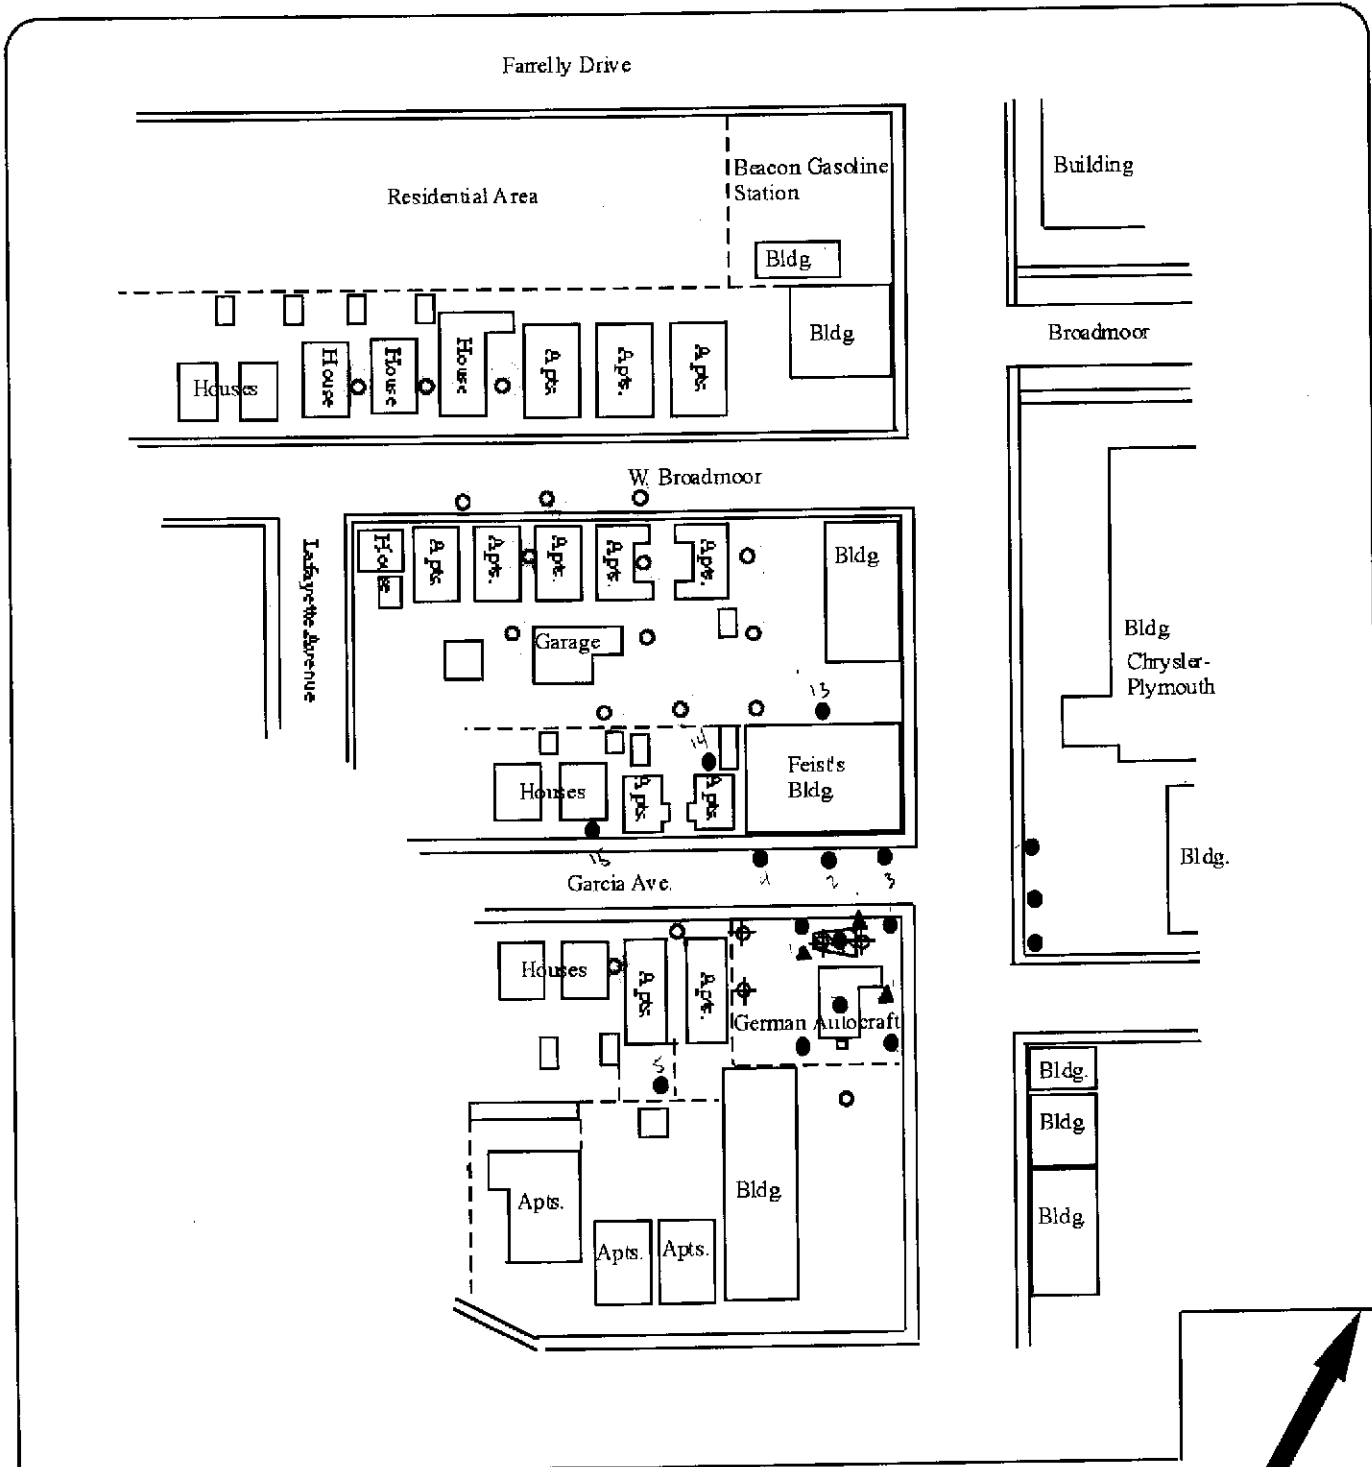 Farrelly Drive
Beacon Gasoline
Station
Building
Residential Area
Bldg.
Bldg.
Broadmoor
Houses
House
House
House
Apts.
Apts.
Apts.
W. Broadmoor
Lafayette Avenue
House
Apts.
Apts.
Apts.
Apts.
Apts.
Bldg.
Garage
Bldg.
Chrysler-
Plymouth
13
14
Feist's
Bldg.
Houses
Apts.
Apts.
15
2
3
Bldg.
Garcia Ave.
Houses
Apts.
Apts.
German Autocraft
5
Bldg.
Bldg.
Bldg.
Apts.
Apts.
Apts.
Bldg.